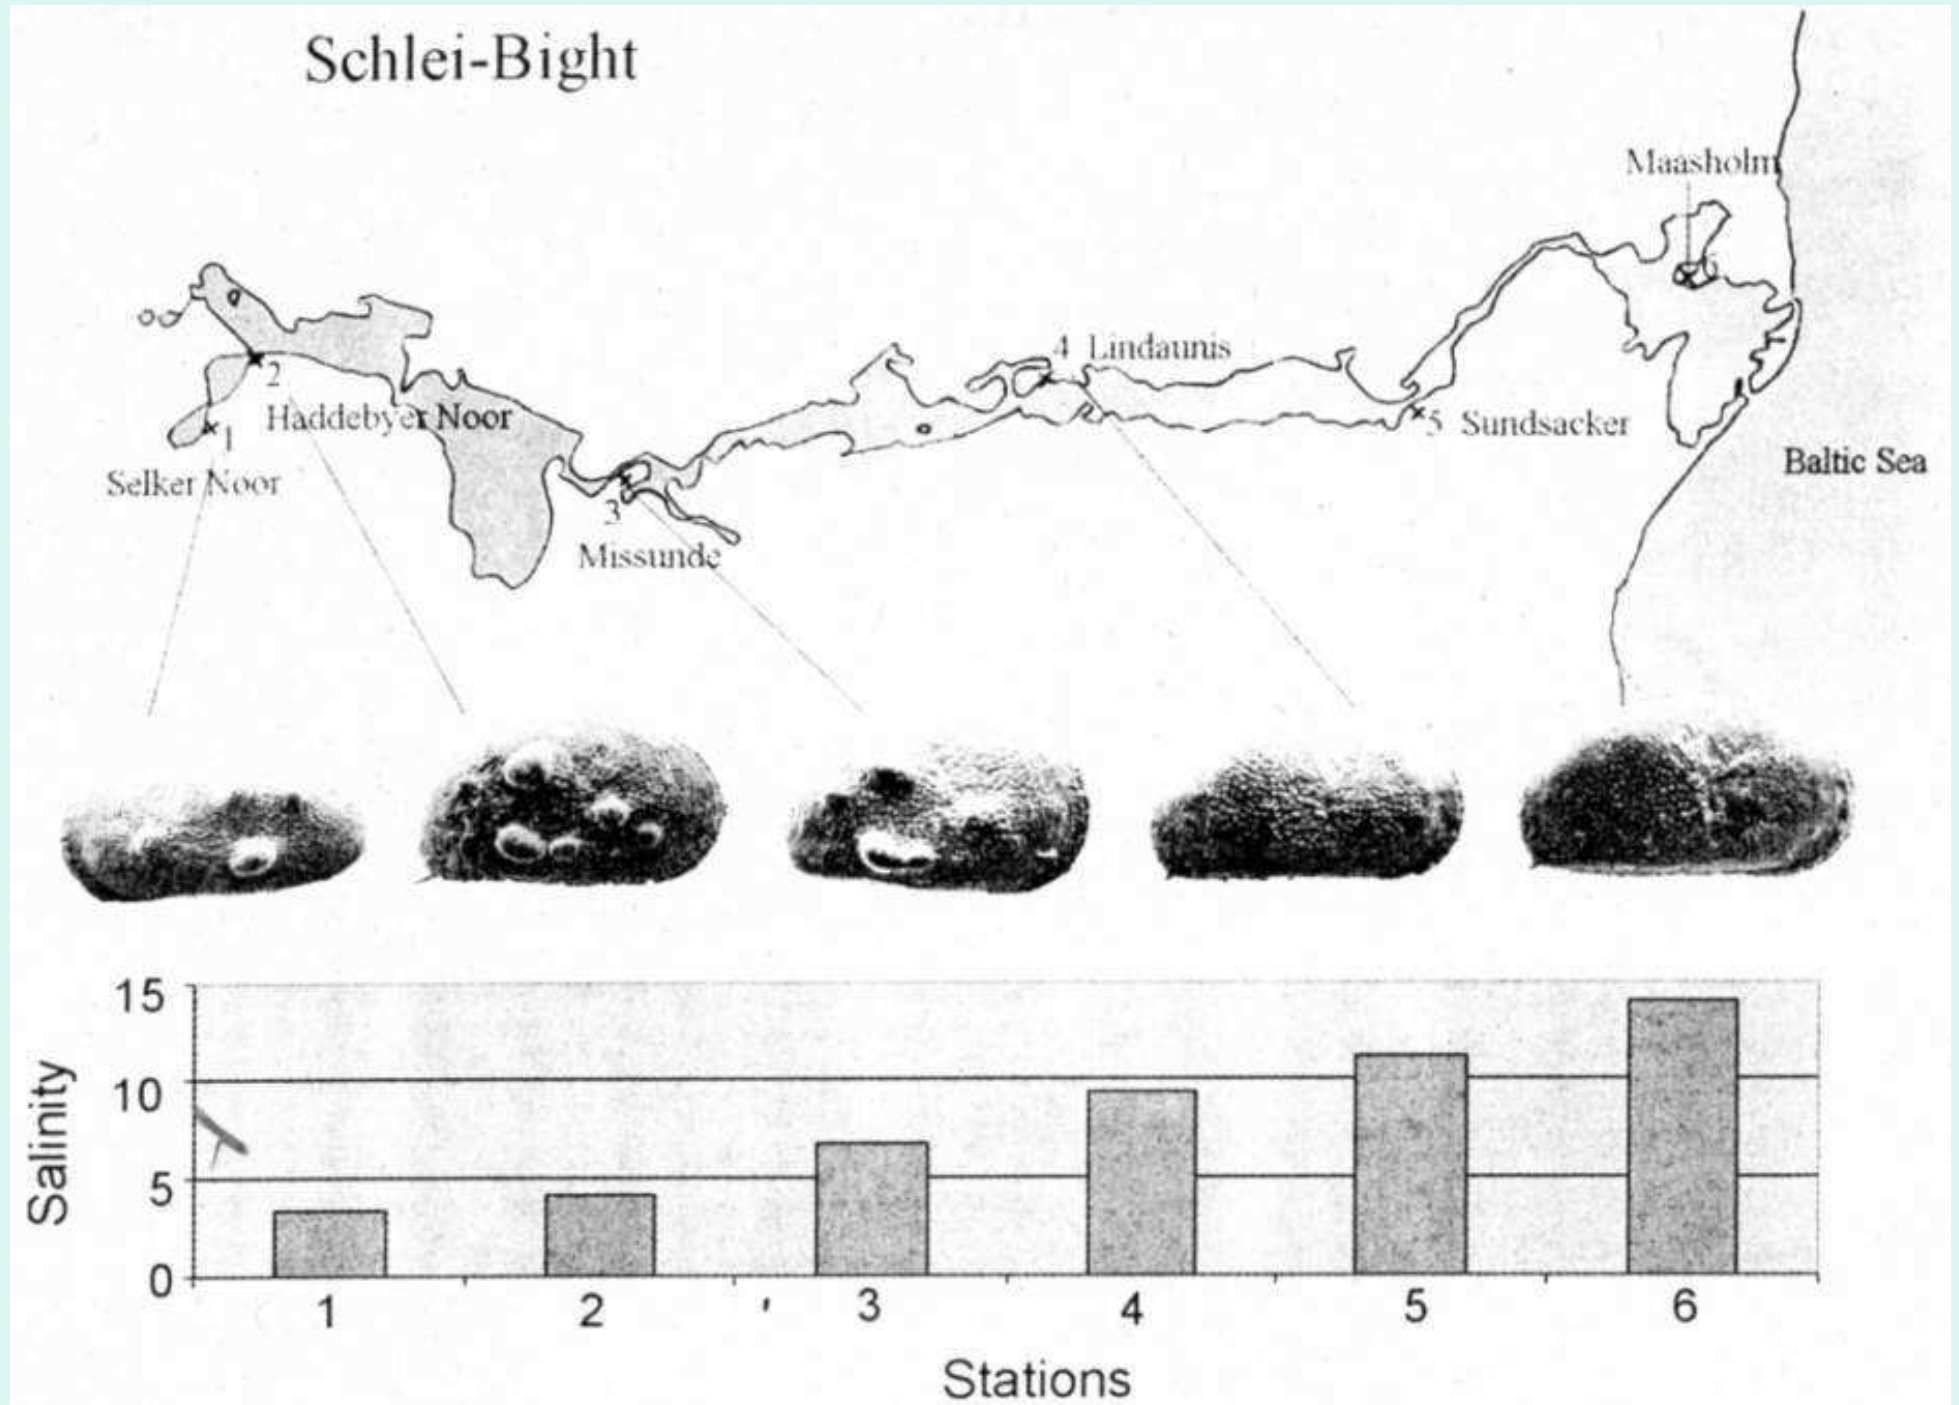 Schlei-Bight
Maasholm
6
4 Lindaunis
2
Haddebyer Noor
1
5 Sundsacker
Selker Noor
Baltic Sea
3
Missunde
15
10
5
0
Salinity
1 2 3 4 5 6
Stations